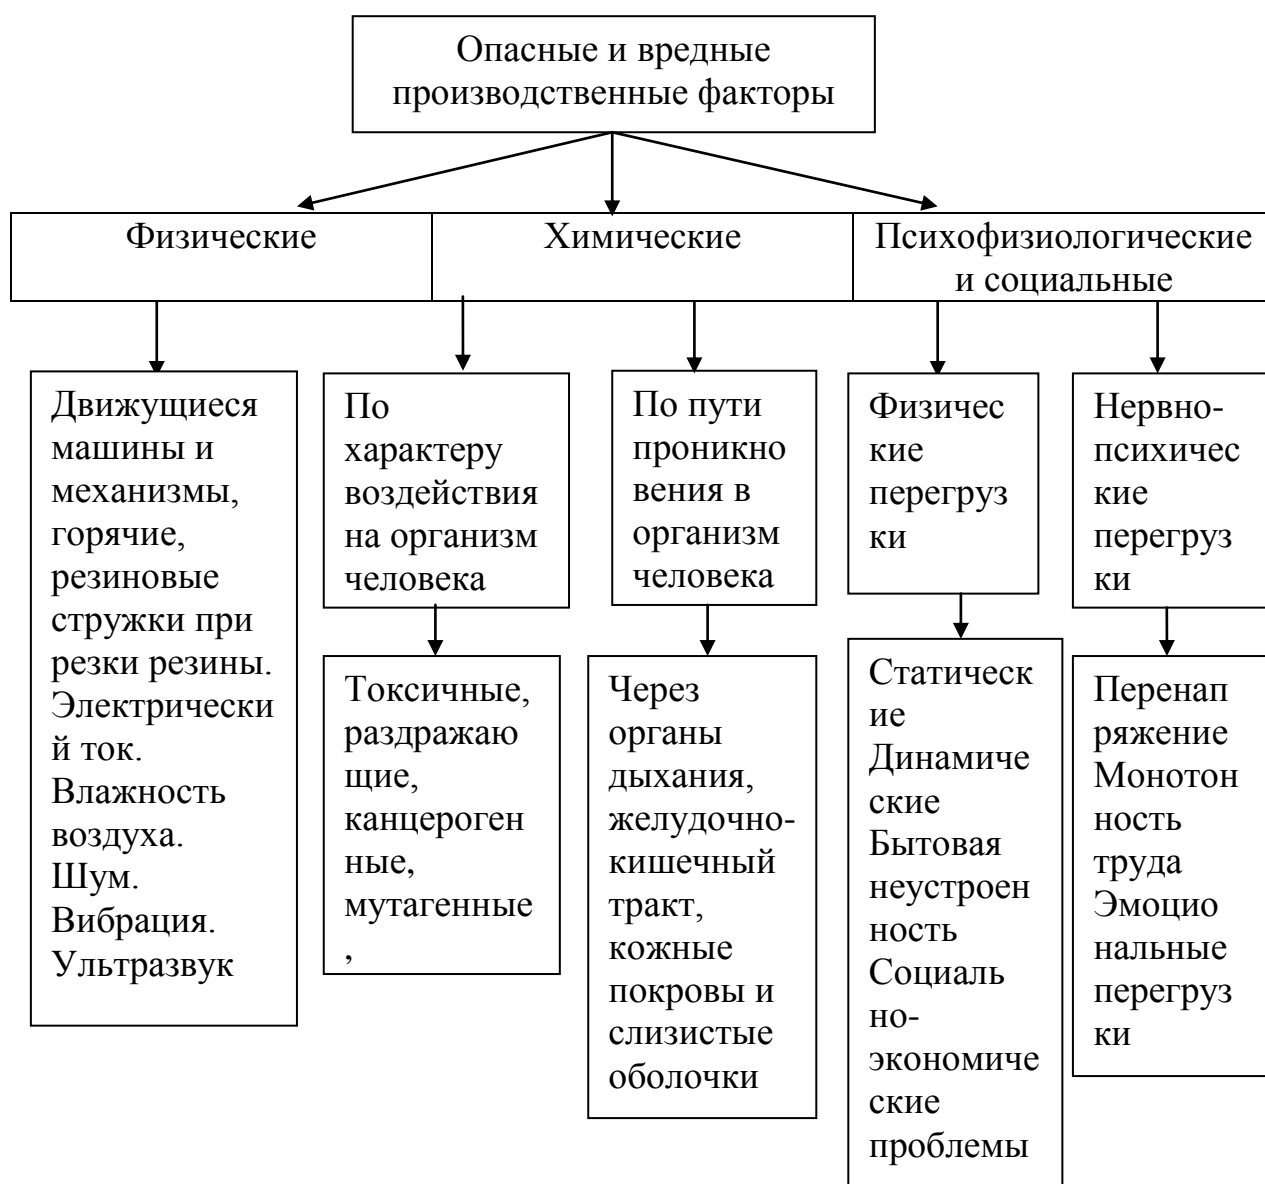 Опасные и вредные
производственные факторы
Физические
Химические
Психофизиологические
и социальные
Движущиеся
машины и
механизмы,
горячие,
резиновые
стружки при
резки резины.
Электрически
й ток.
Влажность
воздуха.
Шум.
Вибрация.
Ультразвук
По
характеру
воздействия
на организм
человека
По пути
проникно
вения в
организм
человека
Физичес
кие
перегруз
ки
Нервно-
психичес
кие
перегруз
ки
Токсичные,
раздражаю
щие,
канцероген
ные,
мутагенные
,
Через
органы
дыхания,
желудочно-
кишечный
тракт,
кожные
покровы и
слизистые
оболочки
Статическ
ие
Динамиче
ские
Бытовая
неустроен
ность
Социаль
но-
экономиче
ские
проблемы
Перенап
ряжение
Монотон
ность
труда
Эмоцио
нальные
перегруз
ки